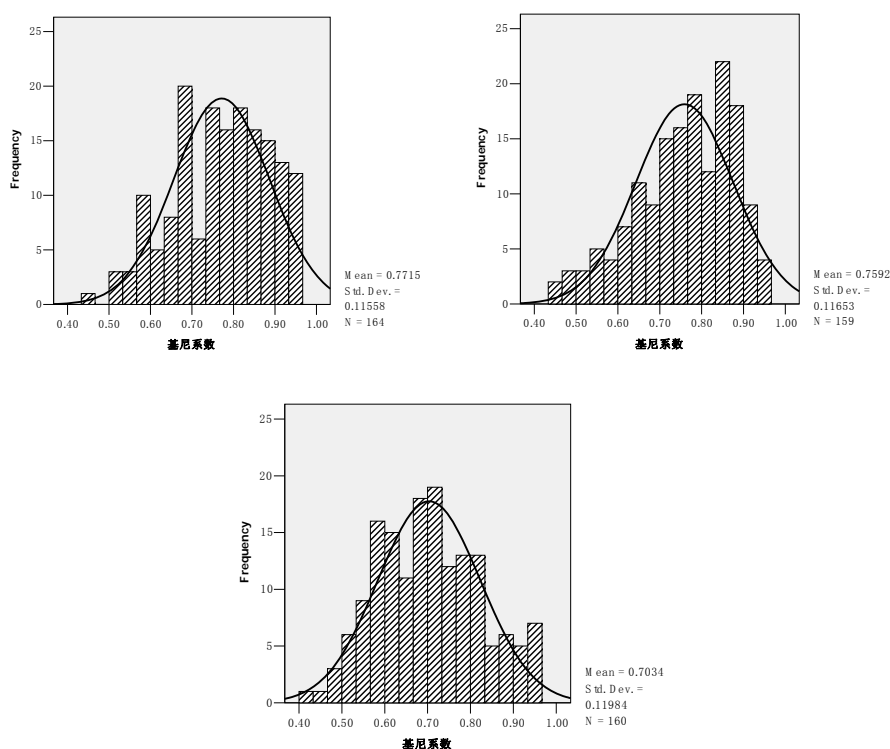 25
20
15
10
5
0
Frequency
0.40 0.50 0.60 0.70 0.80 0.90 1.00
基尼系数
Mean = 0.7715
Std. Dev. =
0.11558
N = 164
25
20
15
10
5
0
Frequency
0.40 0.50 0.60 0.70 0.80 0.90 1.00
基尼系数
Mean = 0.7592
Std. Dev. =
0.11653
N = 159
25
20
15
10
5
0
Frequency
0.40 0.50 0.60 0.70 0.80 0.90 1.00
基尼系数
Mean = 0.7034
Std. Dev. =
0.11984
N = 160